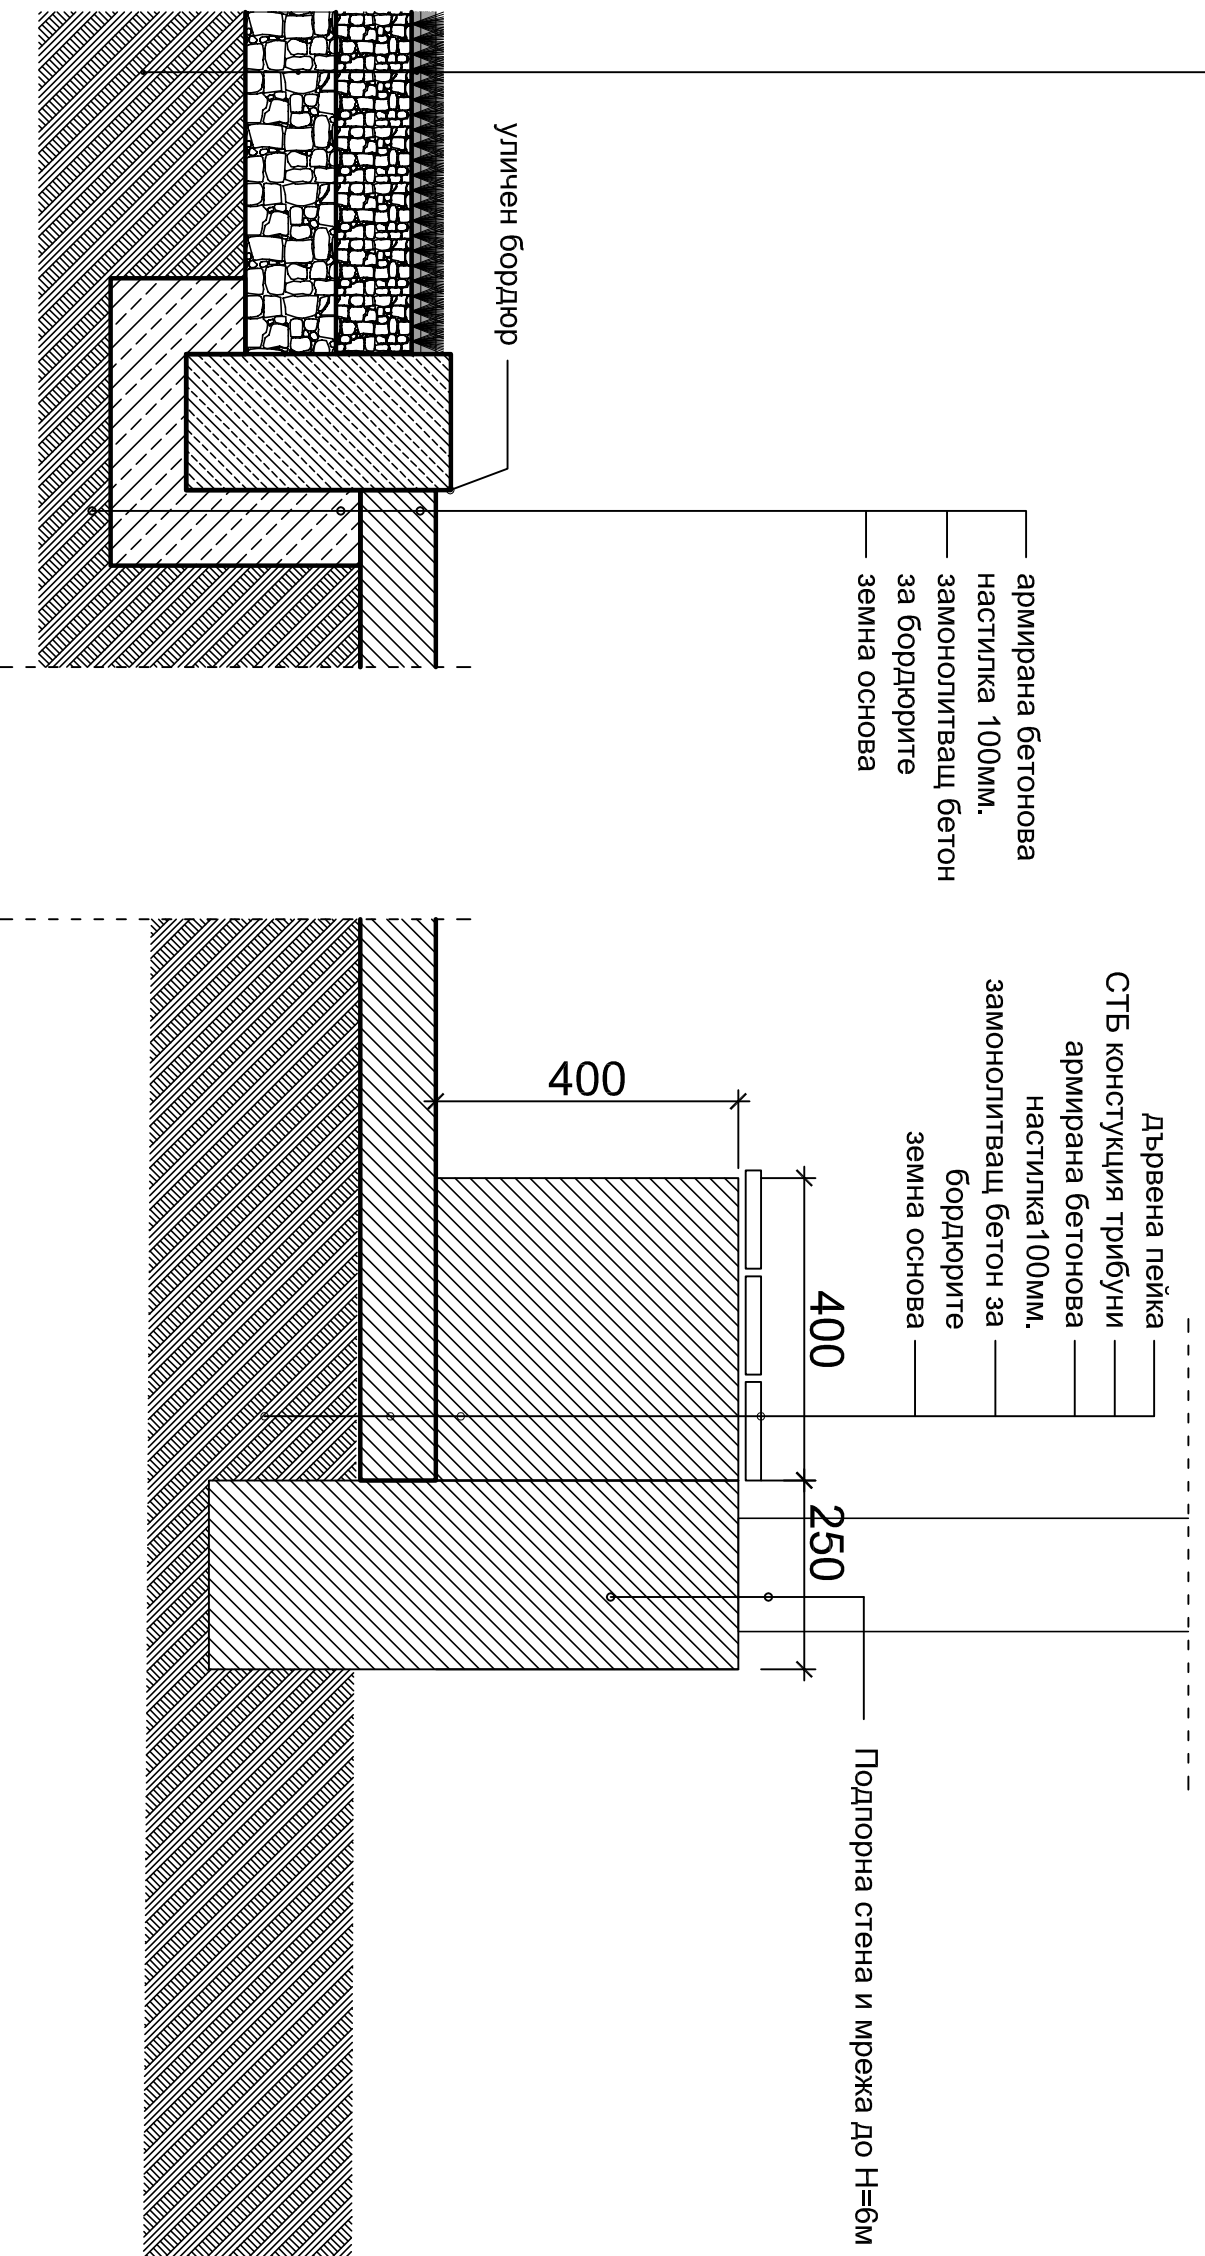 уличен бордюр
армирана бетонова
настилка 100мм.
замонолитващ бетон
за бордюрите
земна основа
400
дървена пейка
СТБ констукция трибуни
армирана бетонова
настилка100мм.
замонолитващ бетон за
бордюрите
земна основа
400
250
Подпорна стена и мрежа до Н=6м